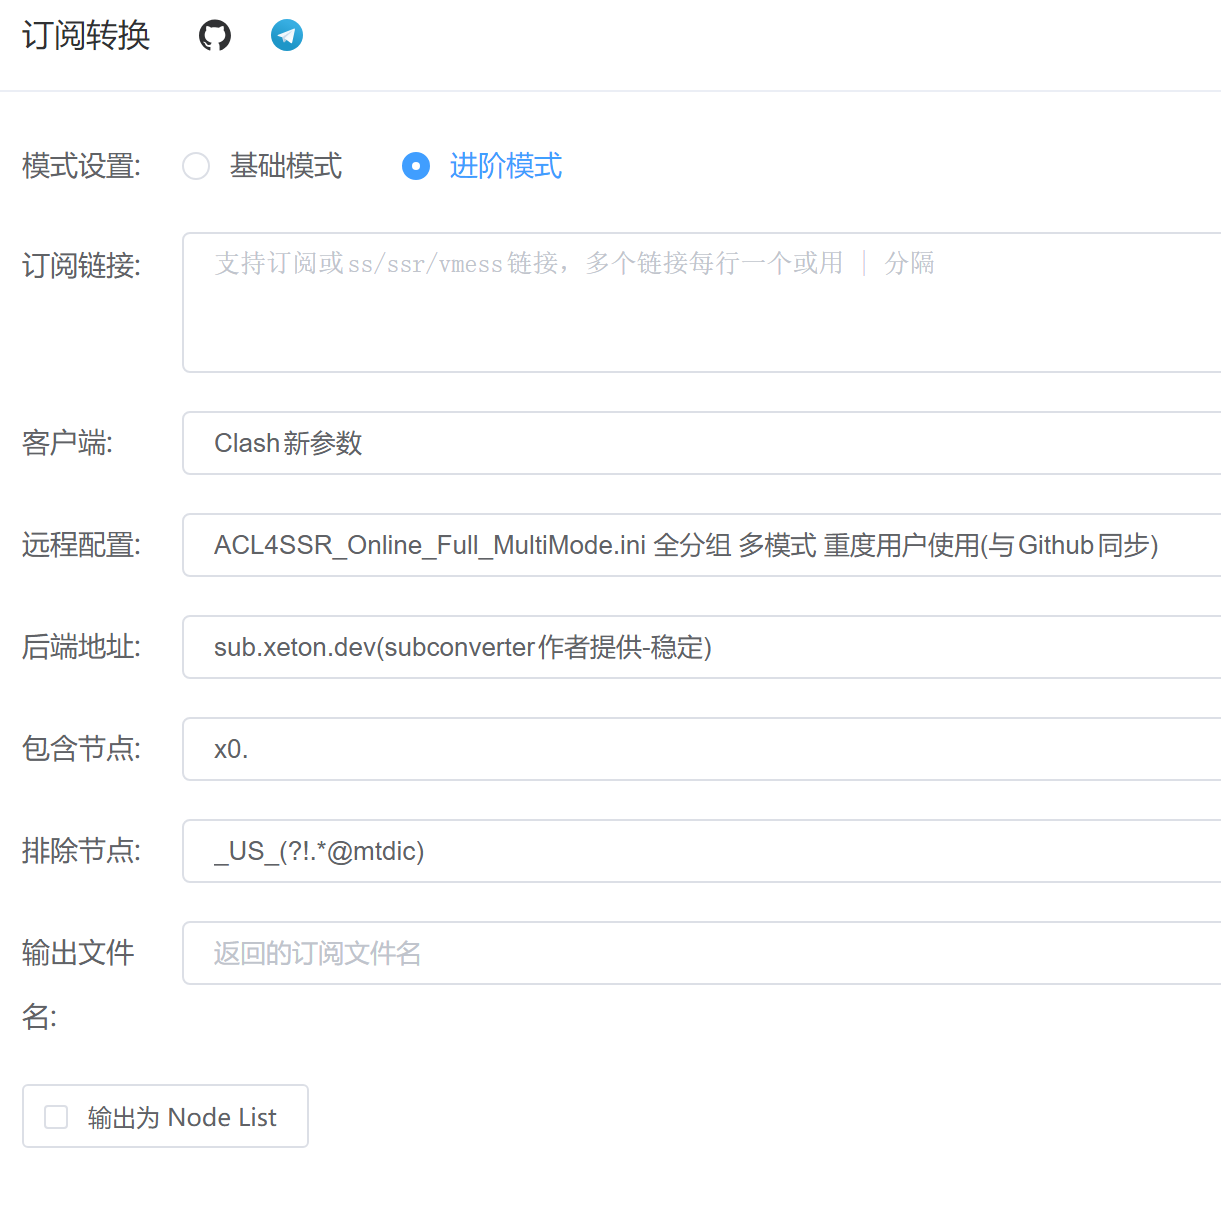 订阅转换
模式设置: 基础模式 进阶模式
订阅链接: 支持订阅或ss/ssr/vmess链接，多个链接每行一个或用 | 分隔
客户端: Clash新参数
远程配置: ACL4SSR_Online_Full_MultiMode.ini 全分组 多模式 重度用户使用(与Github同步)
后端地址: sub.xeton.dev(subconverter作者提供-稳定)
包含节点: x0.
排除节点: _US_(?!.*@mtdic)
输出文件 返回的订阅文件名
名:
输出为 Node List